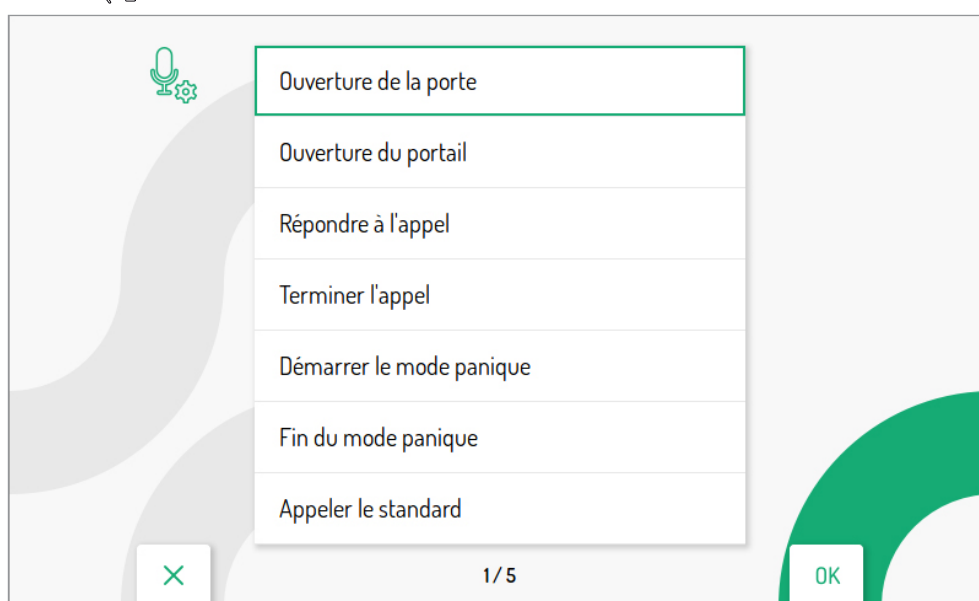 Ouverture de la porte
Ouverture du portail
Répondre à l'appel
Terminer l'appel
Démarrer le mode panique
Fin du mode panique
Appeler le standard
1 / 5
OK